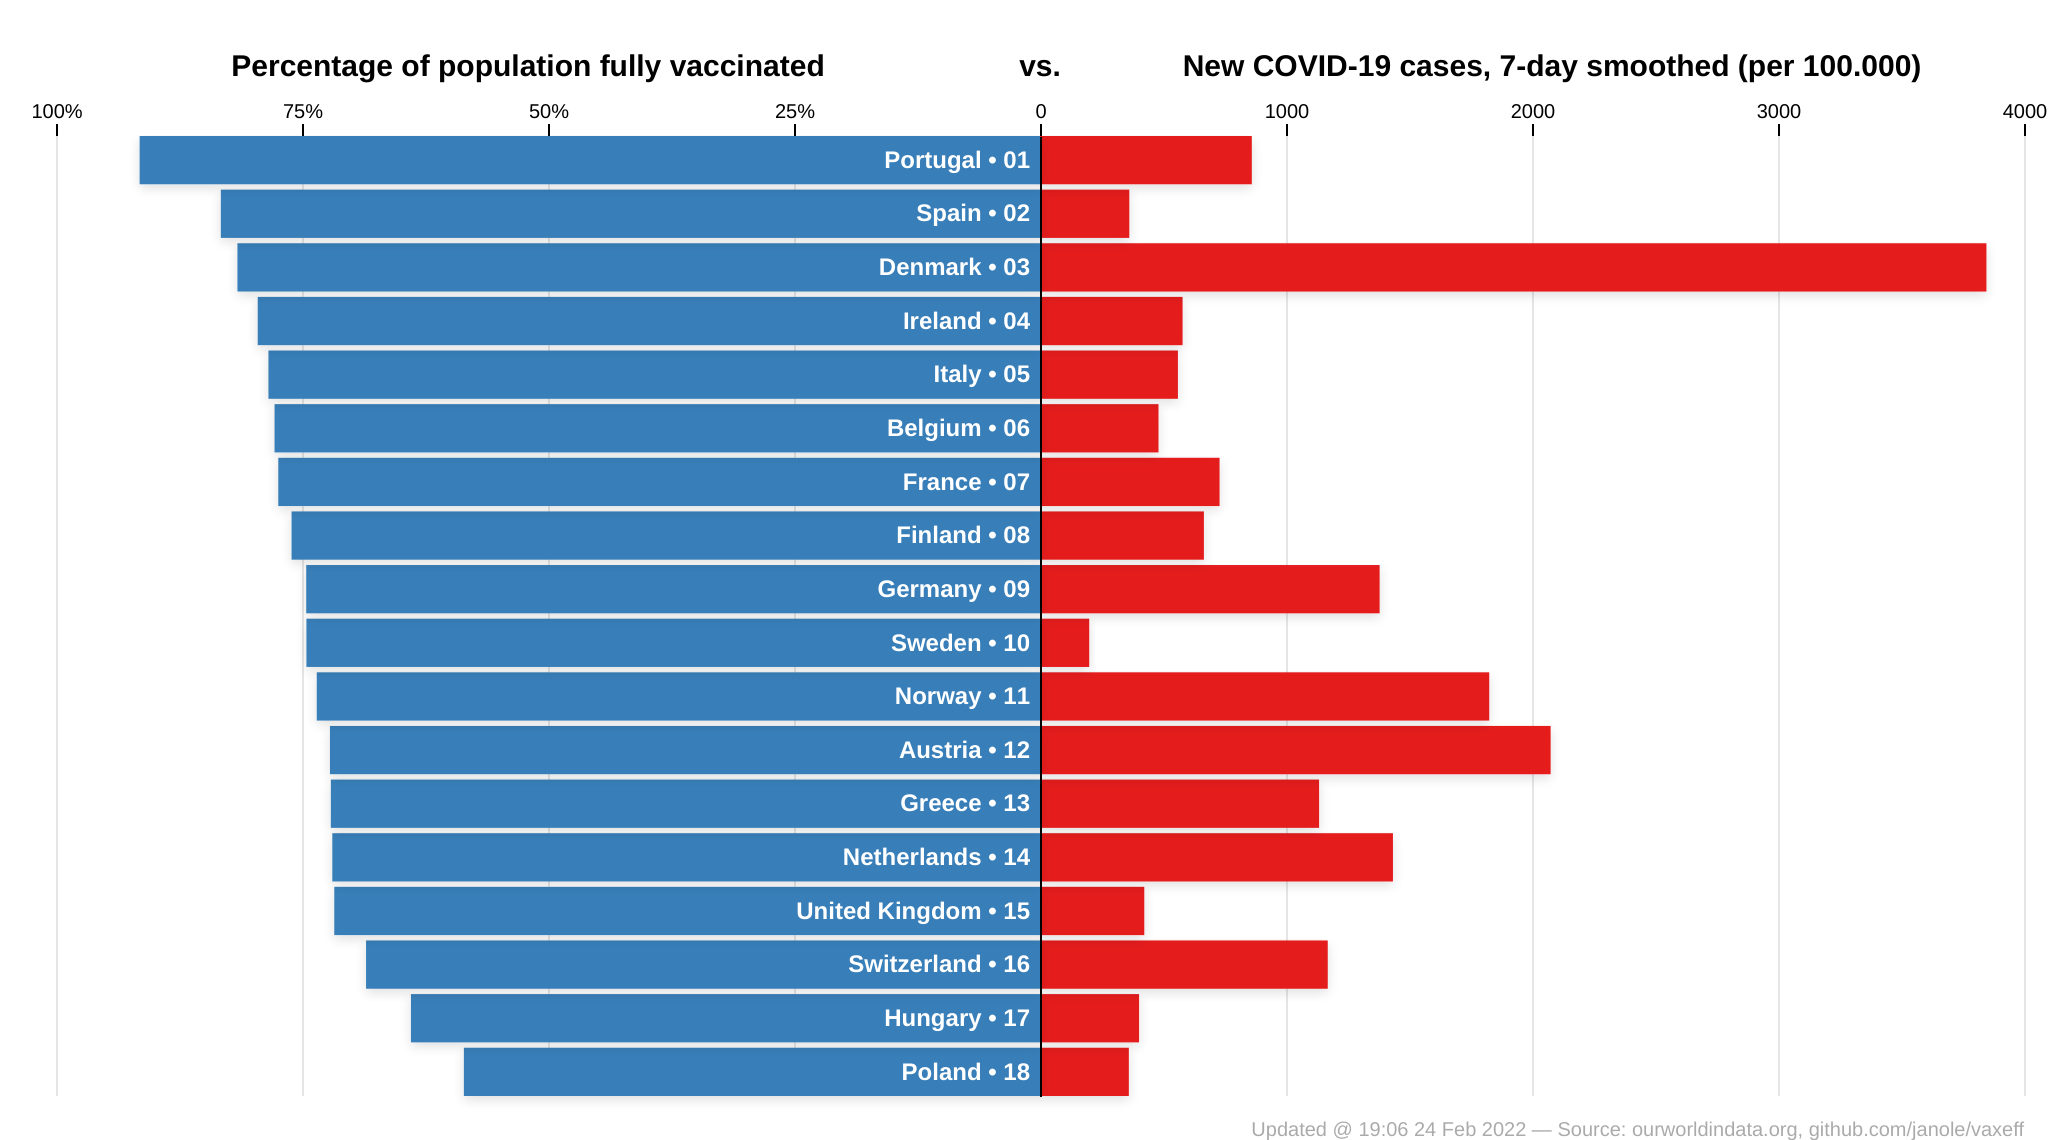 Percentage of population fully vaccinated vs. New COVID-19 cases, 7-day smoothed (per 100.000)
100% 75% 50% 25% 0 1000 2000 3000 4000
Portugal • 01
Spain • 02
Denmark • 03
Ireland • 04
Italy • 05
Belgium • 06
France • 07
Finland • 08
Germany • 09
Sweden • 10
Norway • 11
Austria • 12
Greece • 13
Netherlands • 14
United Kingdom • 15
Switzerland • 16
Hungary • 17
Poland • 18
Updated @ 19:06 24 Feb 2022 — Source: ourworldindata.org, github.com/janole/vaxeff